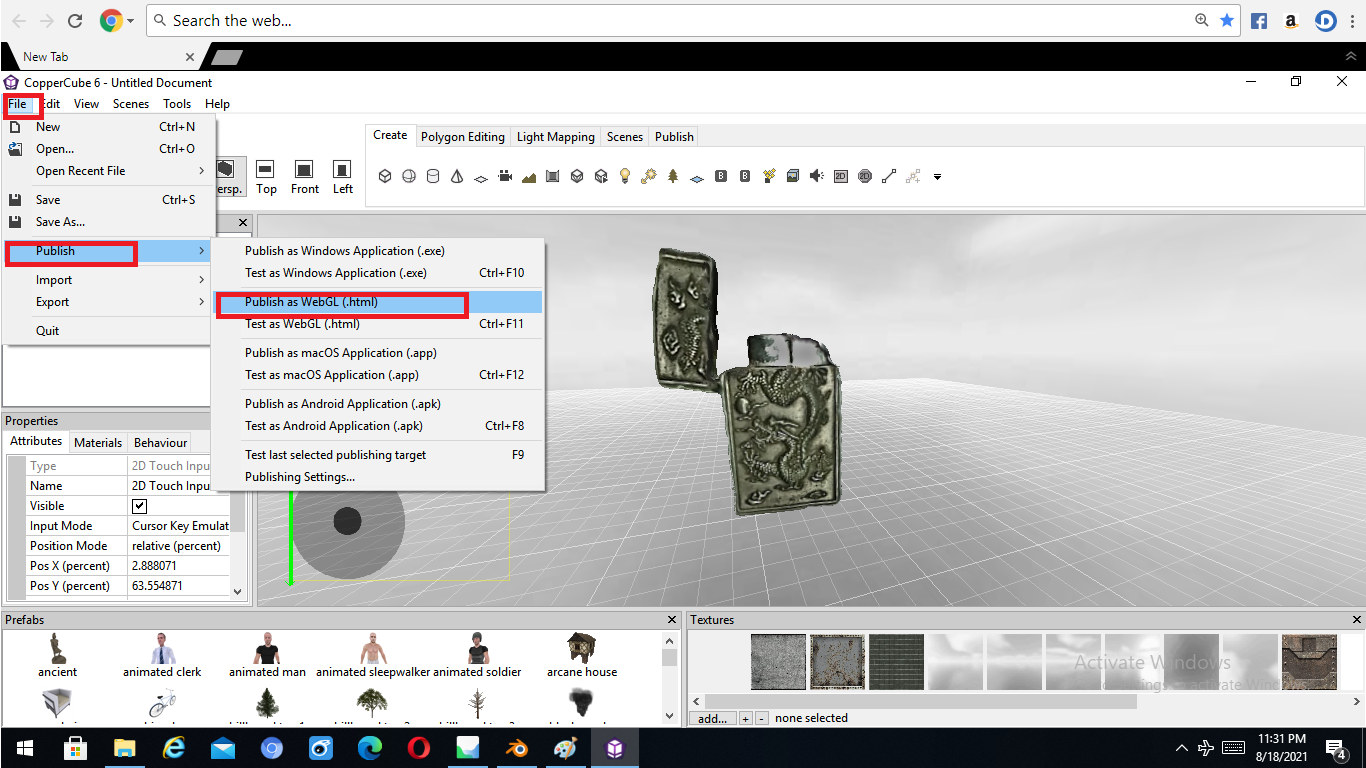 Search the web...
New Tab
CopperCube 6 - Untitled Document
File Edit View Scenes Tools Help
New Ctrl+N
Open... Ctrl+O
Open Recent File
Save Ctrl+S
Save As...
Publish
Import
Export
Quit
Create Polygon Editing Light Mapping Scenes Publish
B B 2D 2D
Persp. Top Front Left
Publish as Windows Application (.exe)
Test as Windows Application (.exe) Ctrl+F10
Publish as WebGL (.html)
Test as WebGL (.html) Ctrl+F11
Publish as macOS Application (.app)
Test as macOS Application (.app) Ctrl+F12
Publish as Android Application (.apk)
Test as Android Application (.apk) Ctrl+F8
Test last selected publishing target F9
Publishing Settings...
Properties
Attributes Materials Behaviour
Type 2D Touch Inpu
Name 2D Touch Inpu
Visible
Input Mode Cursor Key Emulat
Position Mode relative (percent)
Pos X (percent) 2.888071
Pos Y (percent) 63.554871
Prefabs
ancient animated clerk animated man animated sleepwalker animated soldier arcane house
Textures
Activate Windows
add... + - none selected
11:31 PM
8/18/2021
4